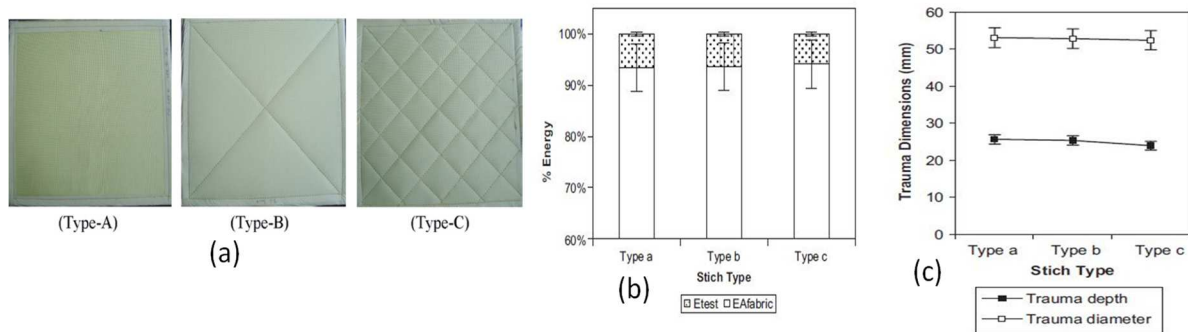 (Type-A)
(Type-B)
(Type-C)
(a)
100%
90%
80%
70%
60%
% Energy
Type a
Type b
Type c
Stich Type
Etest
EAfabric
(b)
60
50
40
30
20
10
0
Trauma Dimensions (mm)
Type a
Type b
Type c
Stich Type
Trauma depth
Trauma diameter
(c)